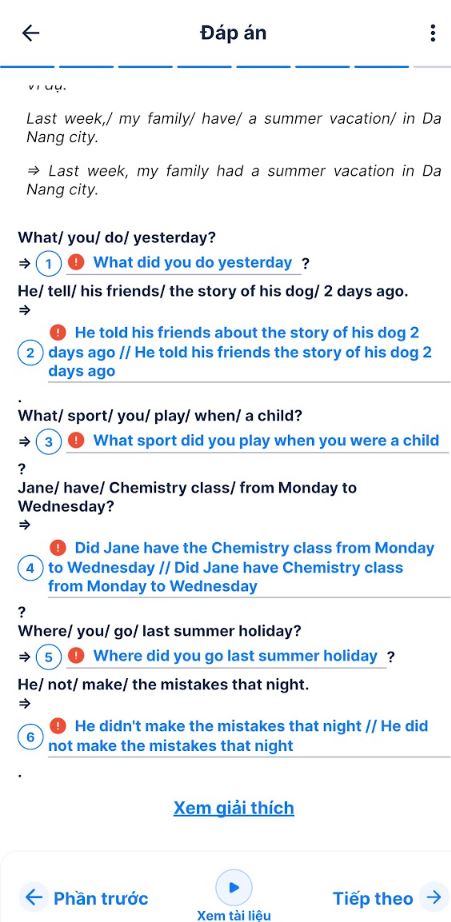 Đáp án
Ví dụ:
Last week,/ my family/ have/ a summer vacation/ in Da
Nang city.
⇒ Last week, my family had a summer vacation in Da
Nang city.
What/ you/ do/ yesterday?
⇒ 1 ! What did you do yesterday ?
He/ tell/ his friends/ the story of his dog/ 2 days ago.
⇒
! He told his friends about the story of his dog 2
2 days ago // He told his friends the story of his dog 2
days ago
.
What/ sport/ you/ play/ when/ a child?
⇒ 3 ! What sport did you play when you were a child
?
Jane/ have/ Chemistry class/ from Monday to
Wednesday?
⇒
! Did Jane have the Chemistry class from Monday
4 to Wednesday // Did Jane have Chemistry class
from Monday to Wednesday
?
Where/ you/ go/ last summer holiday?
⇒ 5 ! Where did you go last summer holiday ?
He/ not/ make/ the mistakes that night.
⇒
! He didn't make the mistakes that night // He did
6 not make the mistakes that night
.
Xem giải thích
Phần trước
Xem tài liệu
Tiếp theo